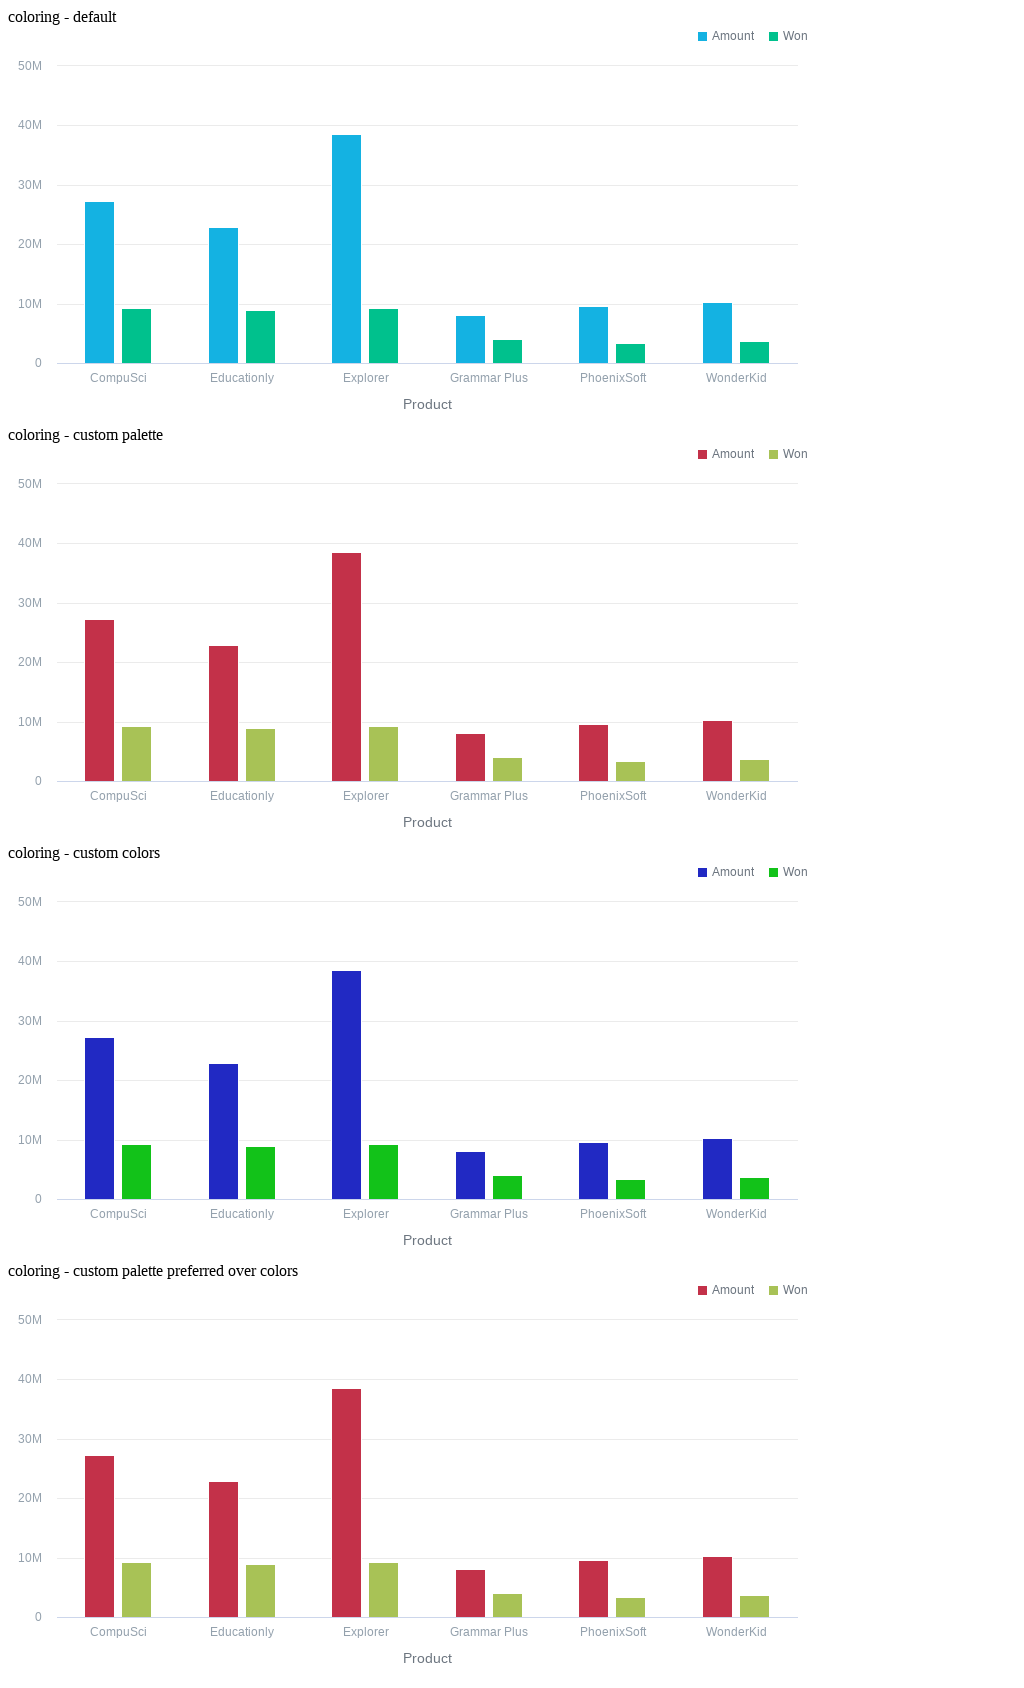 coloring - default
Amount Won
50M
40M
30M
20M
10M
0
CompuSci Educationly Explorer Grammar Plus PhoenixSoft WonderKid
Product
coloring - custom palette
Amount Won
50M
40M
30M
20M
10M
0
CompuSci Educationly Explorer Grammar Plus PhoenixSoft WonderKid
Product
coloring - custom colors
Amount Won
50M
40M
30M
20M
10M
0
CompuSci Educationly Explorer Grammar Plus PhoenixSoft WonderKid
Product
coloring - custom palette preferred over colors
Amount Won
50M
40M
30M
20M
10M
0
CompuSci Educationly Explorer Grammar Plus PhoenixSoft WonderKid
Product